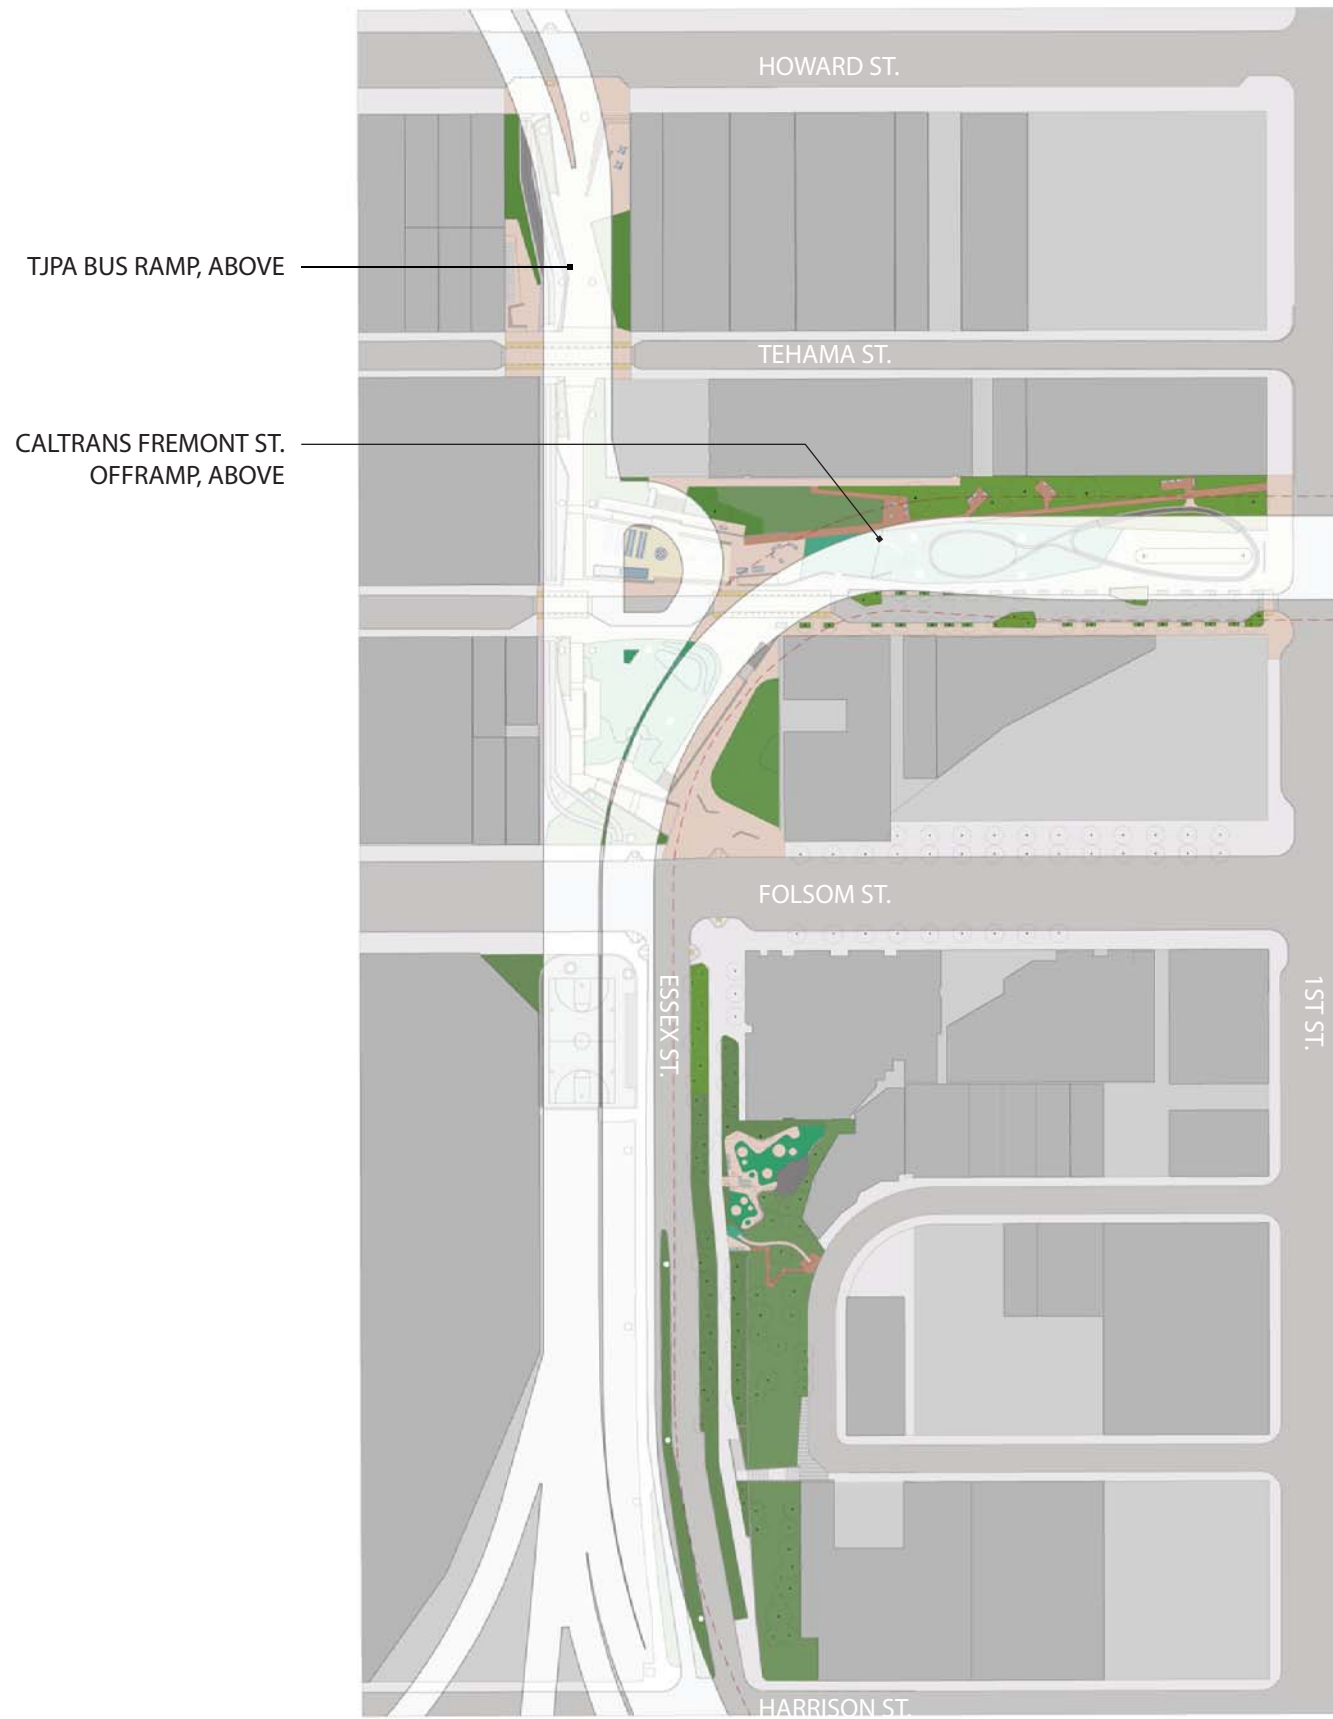 HOWARD ST.
TJPA BUS RAMP, ABOVE
TEHAMA ST.
CALTRANS FREMONT ST.
OFFRAMP, ABOVE
FOLSOM ST.
ESSEX ST.
1ST ST.
HARRISON ST.